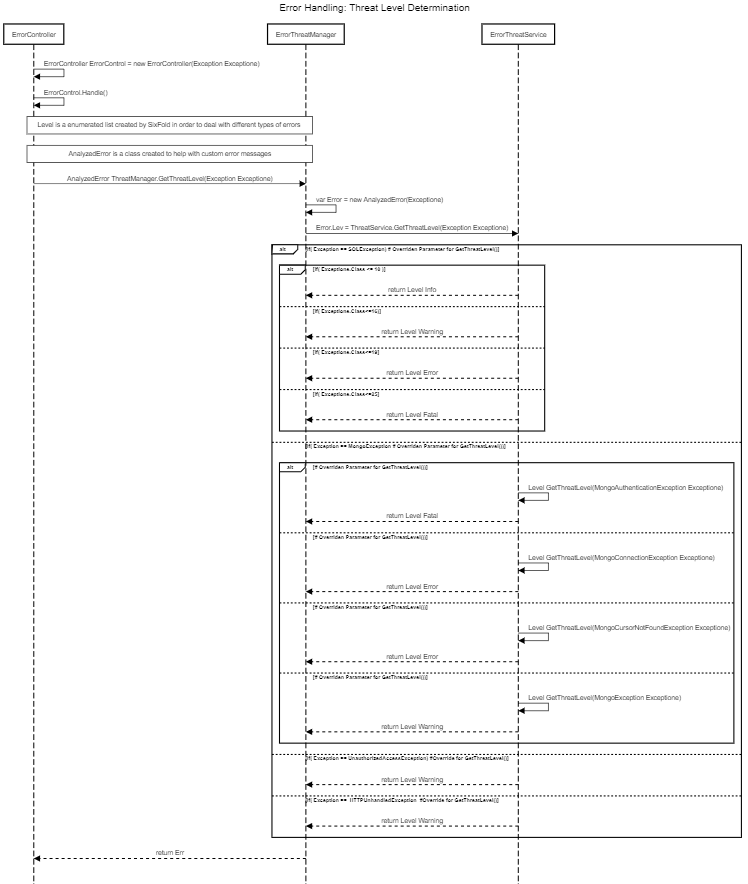 Error Handling: Threat Level Determination
ErrorController
ErrorThreatManager
ErrorThreatService
ErrorController ErrorControl = new ErrorController(Exception Exceptione)
ErrorControl.Handle()
Level is a enumerated list created by SixFold in order to deal with different types of errors
AnalyzedError is a class created to help with custom error messages
AnalyzedError ThreatManager.GetThreatLevel(Exception Exceptione)
var Error = new AnalyzedError(Exceptione)
Error.Lev = ThreatService.GetThreatLevel(Exception Exceptione)
alt
[If( Exception == SQLException) # Overriden Parameter for GetThreatLevel()]
alt
[If( Exceptione.Class <= 10 )]
return Level Info
[If( Exceptione.Class<=16)]
return Level Warning
[If( Exceptione.Class<=19]
return Level Error
[If( Exceptione.Class<=25]
return Level Fatal
[If( Exception == MongoException # Overriden Parameter for GetThreatLevel()]
alt
[# Overriden Parameter for GetThreatLevel()]
Level GetThreatLevel(MongoAuthenticationException Exceptione)
return Level Fatal
[# Overriden Parameter for GetThreatLevel()]
Level GetThreatLevel(MongoConnectionException Exceptione)
return Level Error
[# Overriden Parameter for GetThreatLevel()]
Level GetThreatLevel(MongoCursorNotFoundException Exceptione)
return Level Error
[# Overriden Parameter for GetThreatLevel()]
Level GetThreatLevel(MongoException Exceptione)
return Level Warning
[If( Exception == UnauthorizedAccessException) #Override for GetThreatLevel()]
return Level Warning
[If( Exception == HTTPUnhandledException #Override for GetThreatLevel()]
return Level Warning
return Err